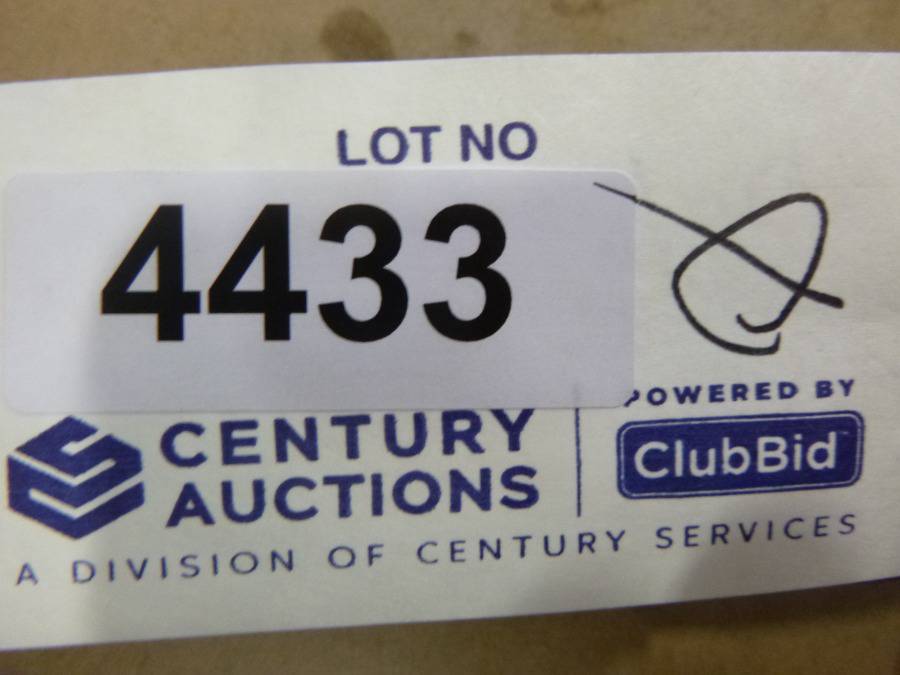 LOT NO
4433
CENTURY
AUCTIONS
POWERED BY
ClubBid
A DIVISION OF CENTURY SERVICES